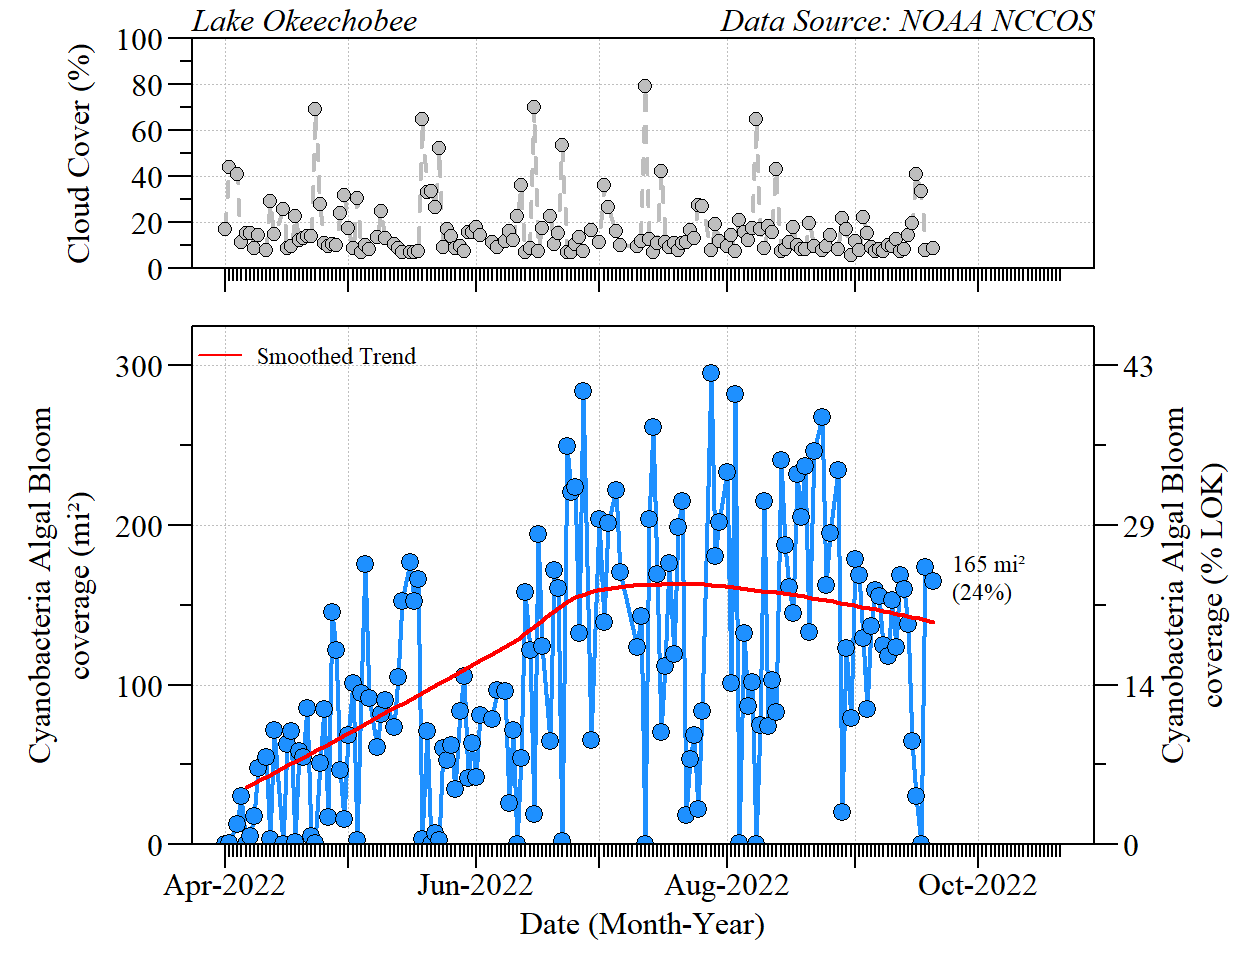 Lake Okeechobee
Data Source: NOAA NCCOS
Cloud Cover (%)
100
80
60
40
20
0
Smoothed Trend
Cyanobacteria Algal Bloom
coverage (mi²)
300
200
100
0
43
29
14
0
Cyanobacteria Algal Bloom
coverage (% LOK)
165 mi²
(24%)
Apr-2022
Jun-2022
Aug-2022
Oct-2022
Date (Month-Year)